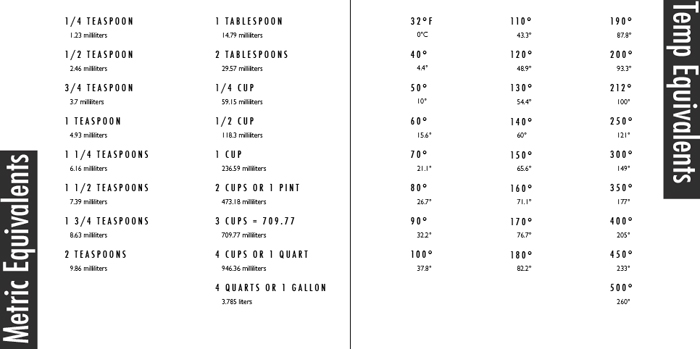 Metric Equivalents
1/4 TEASPOON
1.23 milliliters
1/2 TEASPOON
2.46 milliliters
3/4 TEASPOON
3.7 milliliters
1 TEASPOON
4.93 milliliters
1 1/4 TEASPOONS
6.16 milliliters
1 1/2 TEASPOONS
7.39 milliliters
1 3/4 TEASPOONS
8.63 milliliters
2 TEASPOONS
9.86 milliliters
1 TABLESPOON
14.79 milliliters
2 TABLESPOONS
29.57 milliliters
1/4 CUP
59.15 milliliters
1/2 CUP
118.3 milliliters
1 CUP
236.59 milliliters
2 CUPS OR 1 PINT
473.18 milliliters
3 CUPS = 709.77
709.77 milliliters
4 CUPS OR 1 QUART
946.36 milliliters
4 QUARTS OR 1 GALLON
3.785 liters
Temp Equivalents
32°F
0°C
40°
4.4°
50°
10°
60°
15.6°
70°
21.1°
80°
26.7°
90°
32.2°
100°
37.8°
110°
43.3°
120°
48.9°
130°
54.4°
140°
60°
150°
65.6°
160°
71.1°
170°
76.7°
180°
82.2°
190°
87.8°
200°
93.3°
212°
100°
250°
121°
300°
149°
350°
177°
400°
205°
450°
233°
500°
260°